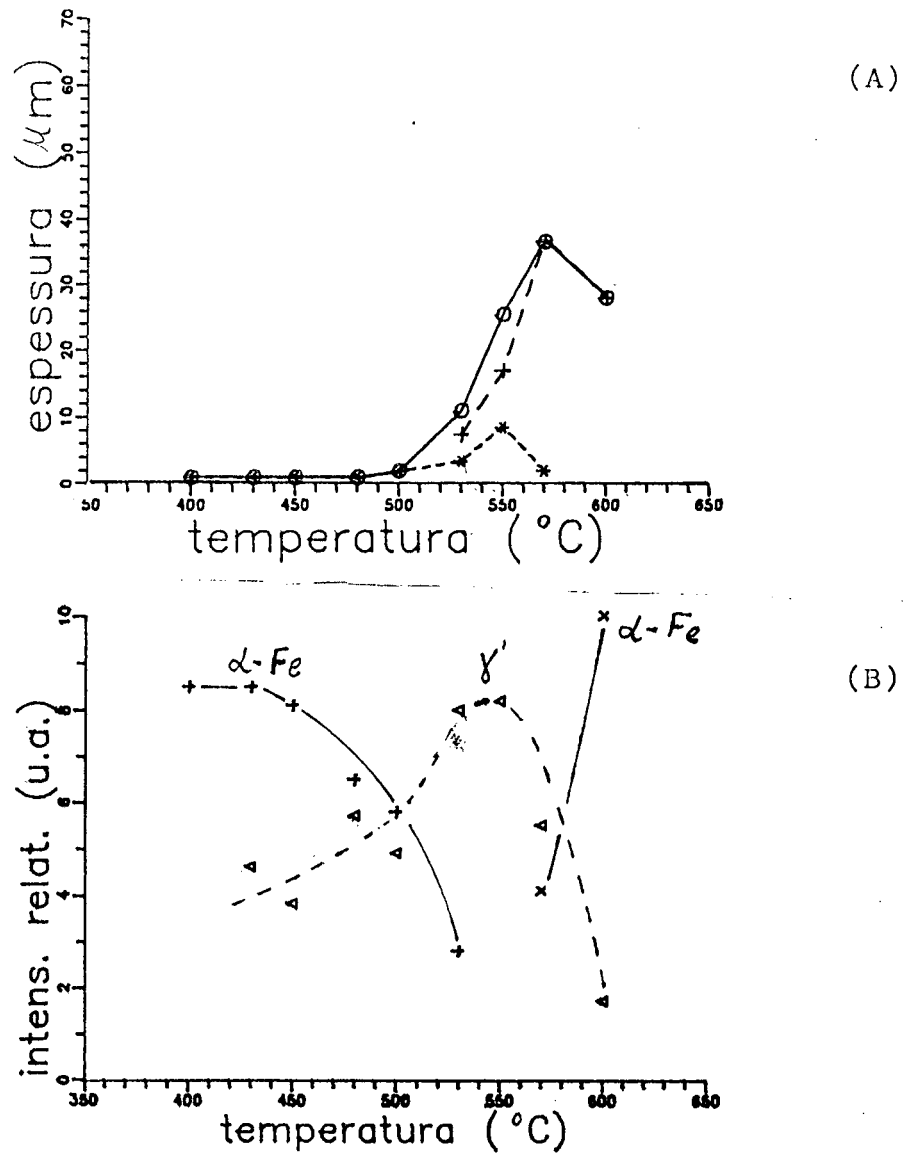 (A)
espessura (μm)
70
60
50
40
30
20
10
0
50 400 450 500 550 600 650
temperatura (°C)
(B)
intens. relat. (u.a.)
10
8
6
4
2
0
α-Fe
γ'
α-Fe
350 400 450 500 550 600 650
temperatura (°C)